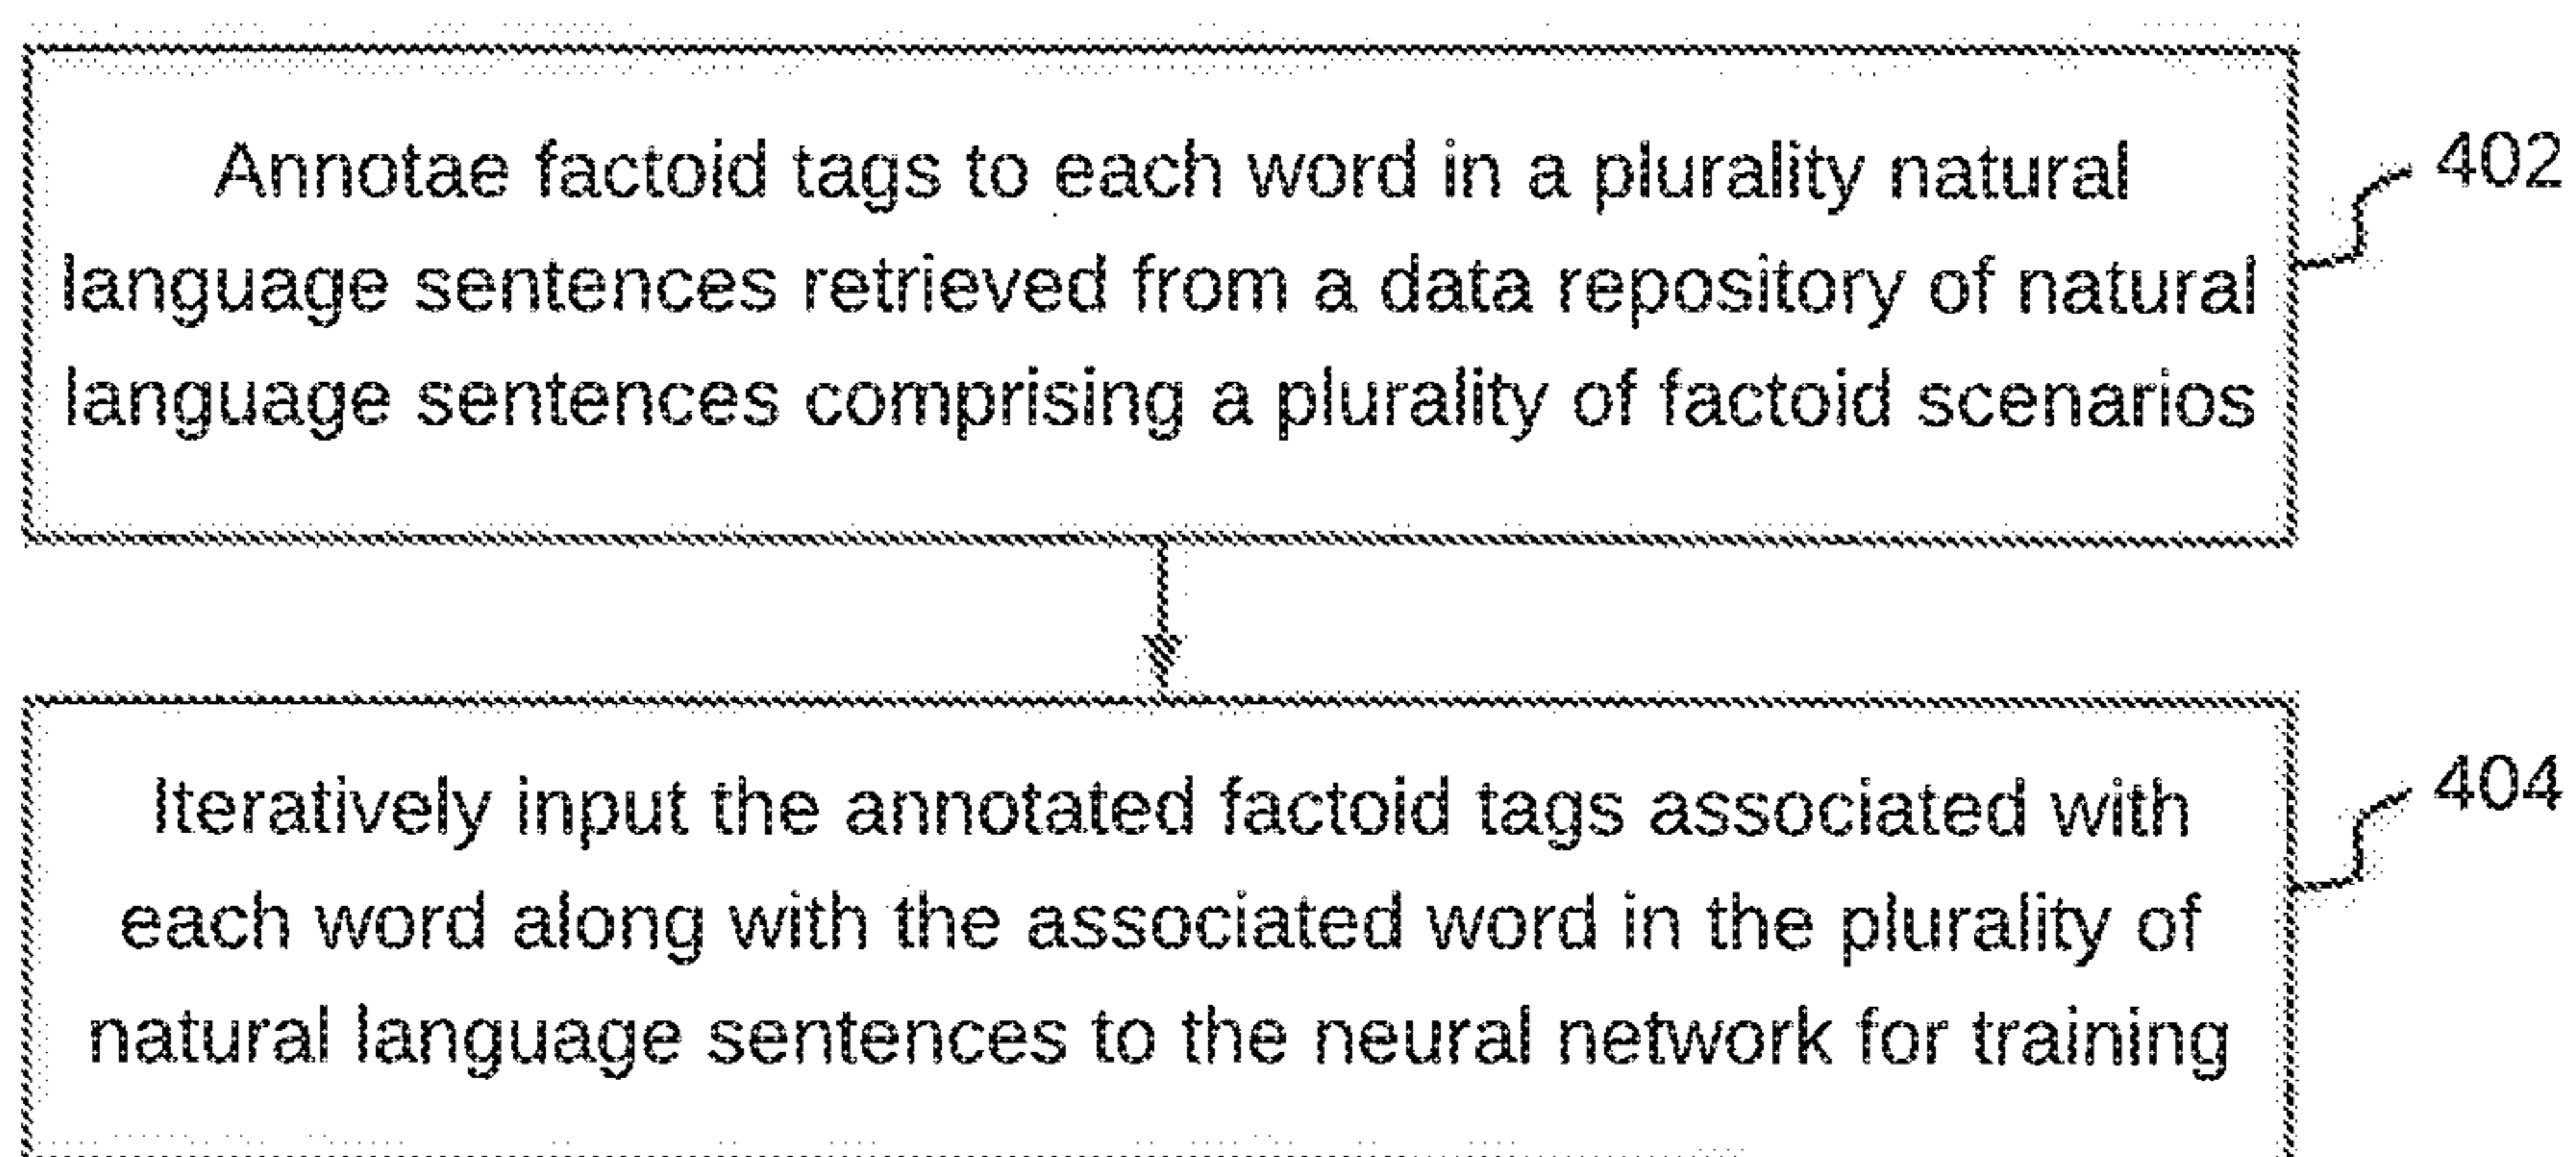 Annotae factoid tags to each word in a plurality natural
language sentences retrieved from a data repository of natural
language sentences comprising a plurality of factoid scenarios
402
Iteratively input the annotated factoid tags associated with
each word along with the associated word in the plurality of
natural language sentences to the neural network for training
404